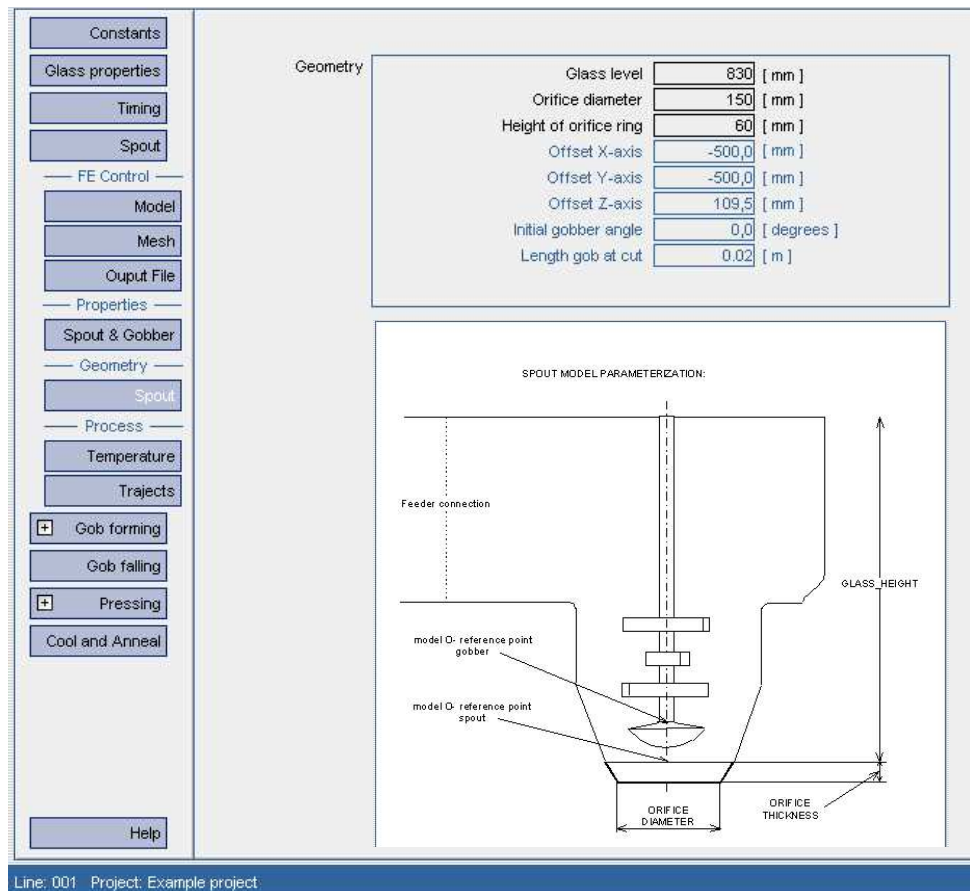 Constants
Glass properties
Timing
Spout
FE Control
Model
Mesh
Ouput File
Properties
Spout & Gobber
Geometry
Spout
Process
Temperature
Trajects
+ Gob forming
Gob falling
+ Pressing
Cool and Anneal
Help
Geometry
Glass level 830 [ mm ]
Orifice diameter 150 [ mm ]
Height of orifice ring 60 [ mm ]
Offset X-axis -500,0 [ mm ]
Offset Y-axis -500,0 [ mm ]
Offset Z-axis 109,5 [ mm ]
Initial gobber angle 0,0 [ degrees ]
Length gob at cut 0.02 [ m ]
SPOUT MODEL PARAMETERIZATION:
Feeder connection
GLASS_HEIGHT
model O- reference point
gobber
model O- reference point
spout
ORIFICE
DIAMETER
ORIFICE
THICKNESS
Line: 001 Project: Example project